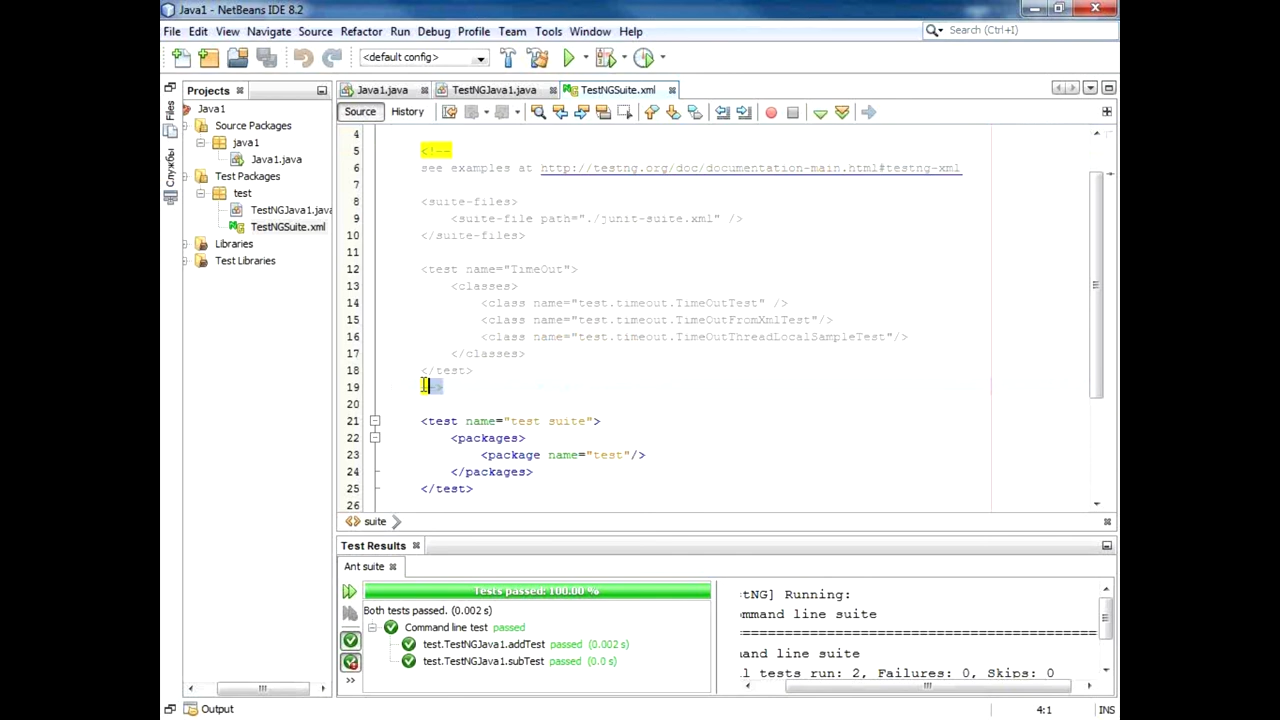 Java1 - NetBeans IDE 8.2
File Edit View Navigate Source Refactor Run Debug Profile Team Tools Window Help
Search (Ctrl+I)
<default config>
Projects
Java1.java
TestNGJava1.java
TestNGSuite.xml
Files
Службы
Java1
Source Packages
java1
Java1.java
Test Packages
test
TestNGJava1.java
TestNGSuite.xml
Libraries
Test Libraries
Source History
4
5 <!--
6 see examples at http://testng.org/doc/documentation-main.html#testng-xml
7
8 <suite-files>
9 <suite-file path="./junit-suite.xml" />
10 </suite-files>
11
12 <test name="TimeOut">
13 <classes>
14 <class name="test.timeout.TimeOutTest" />
15 <class name="test.timeout.TimeOutFromXmlTest"/>
16 <class name="test.timeout.TimeOutThreadLocalSampleTest"/>
17 </classes>
18 </test>
19 -->
20
21 <test name="test suite">
22 <packages>
23 <package name="test"/>
24 </packages>
25 </test>
26
suite
Test Results
Ant suite
Tests passed: 100.00 %
Both tests passed. (0.002 s)
Command line test passed
test.TestNGJava1.addTest passed (0.002 s)
test.TestNGJava1.subTest passed (0.0 s)
tNG] Running:
mmand line suite
===============================================
and line suite
l tests run: 2, Failures: 0, Skips: 0
Output
4:1 INS